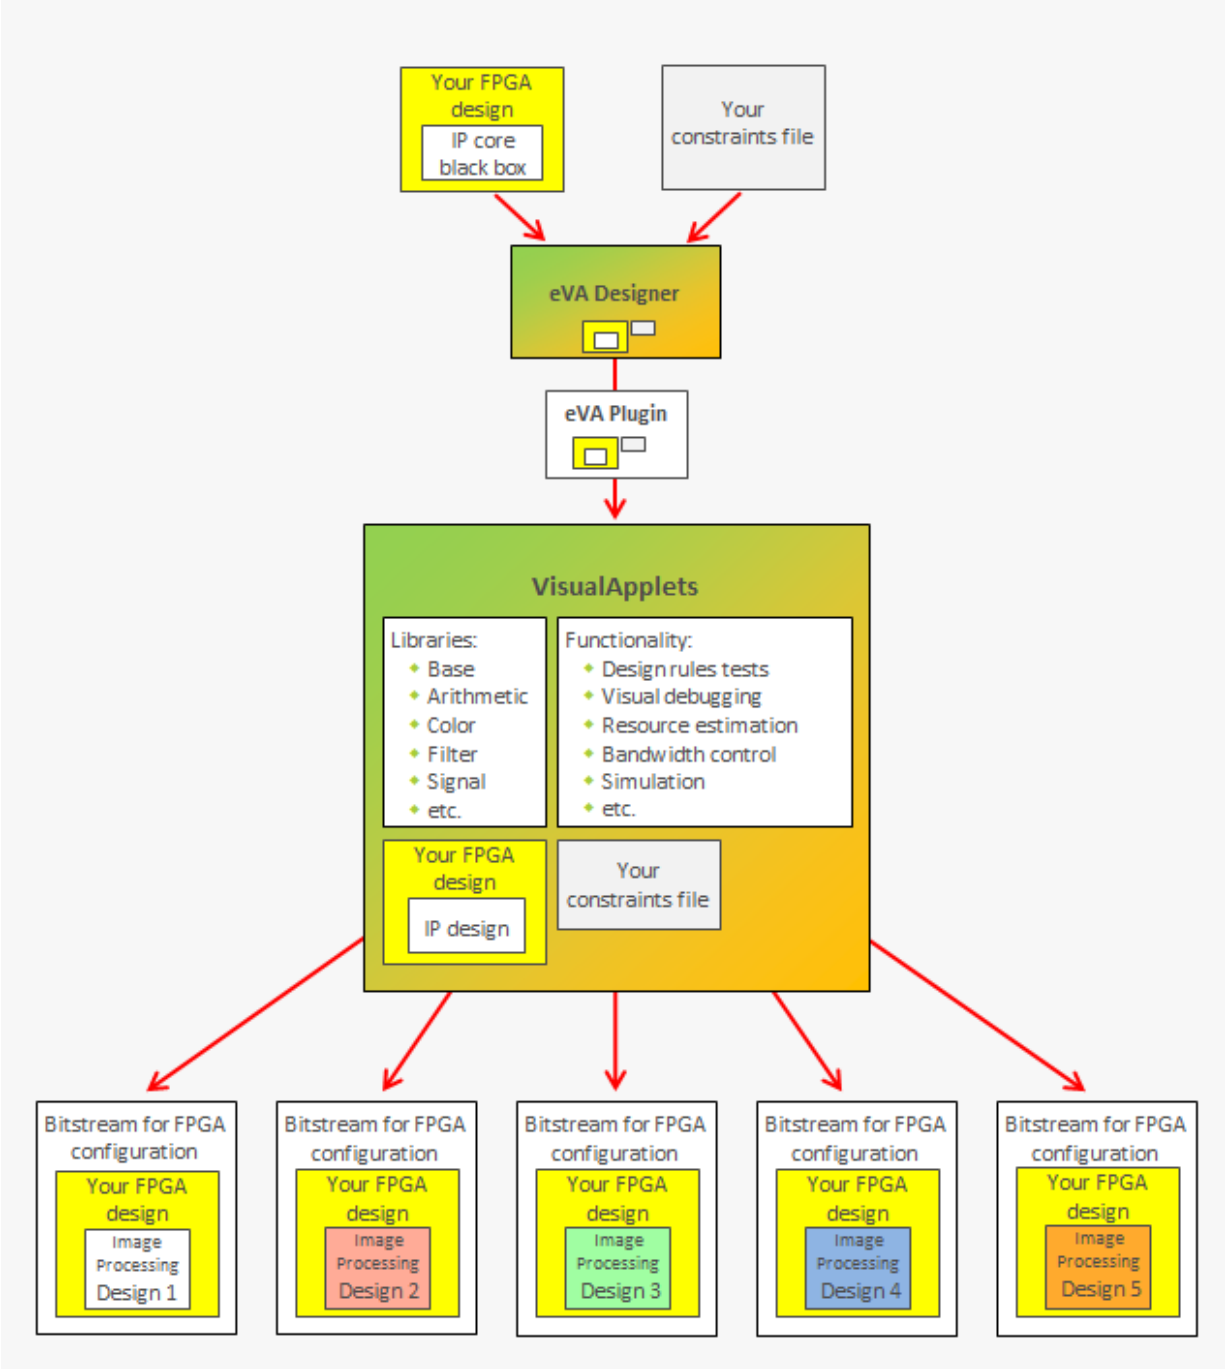 Your FPGA
design
IP core
black box
Your
constraints file
eVA Designer
eVA Plugin
VisualApplets
Libraries:
Base
Arithmetic
Color
Filter
Signal
etc.
Functionality:
Design rules tests
Visual debugging
Resource estimation
Bandwidth control
Simulation
etc.
Your FPGA
design
IP design
Your
constraints file
Bitstream for FPGA
configuration
Your FPGA
design
Image
Processing
Design 1
Bitstream for FPGA
configuration
Your FPGA
design
Image
Processing
Design 2
Bitstream for FPGA
configuration
Your FPGA
design
Image
Processing
Design 3
Bitstream for FPGA
configuration
Your FPGA
design
Image
Processing
Design 4
Bitstream for FPGA
configuration
Your FPGA
design
Image
Processing
Design 5